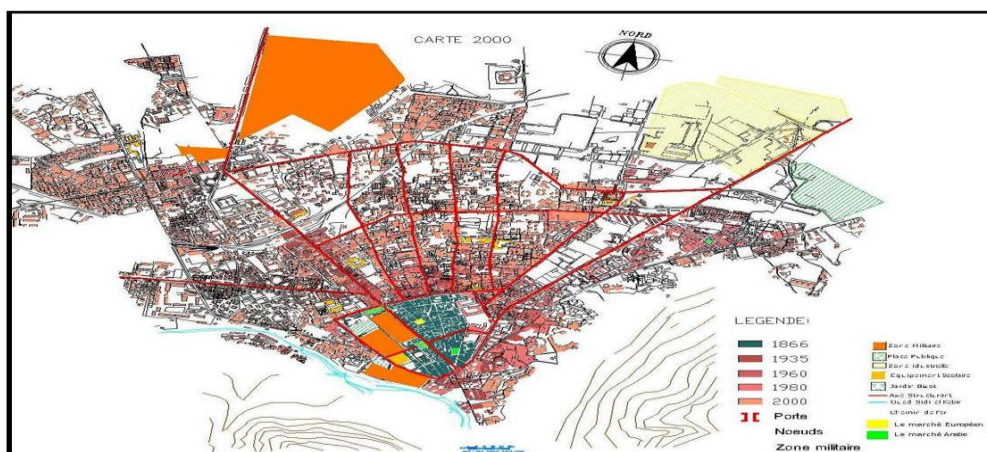 CARTE 2000
NORD
LEGENDE:
1866
1935
1960
1980
2000
Porte
Noeuds
Zone militaire
Zone Militaire
Place Publique
Zone Industrielle
Equipement Scolaire
Jardin Bizot
Axe Structurant
Oued Sidi el Kebir
Chemin de fer
Le marché Européen
Le marché Arabe